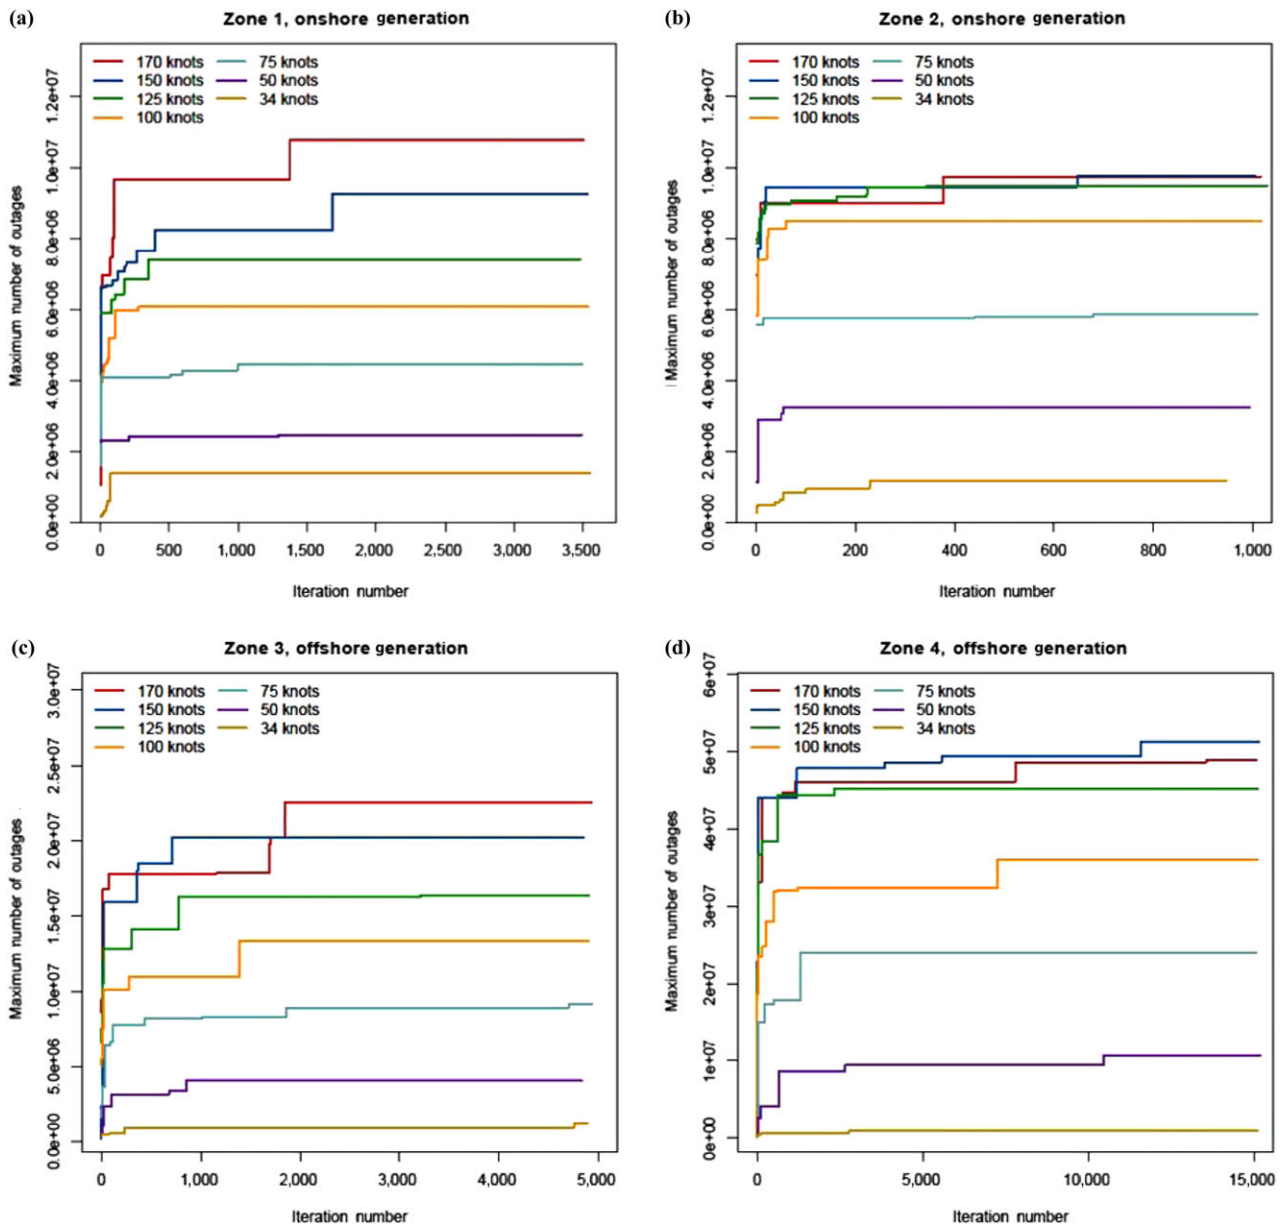 (a)
Zone 1, onshore generation
170 knots 75 knots
150 knots 50 knots
125 knots 34 knots
100 knots
Maximum number of outages
0.0e+00 2.0e+06 4.0e+06 6.0e+06 8.0e+06 1.0e+07 1.2e+07
0 500 1,000 1,500 2,000 2,500 3,000 3,500
Iteration number
(b)
Zone 2, onshore generation
170 knots 75 knots
150 knots 50 knots
125 knots 34 knots
100 knots
Maximum number of outages
0.0e+00 2.0e+06 4.0e+06 6.0e+06 8.0e+06 1.0e+07 1.2e+07
0 200 400 600 800 1,000
Iteration number
(c)
Zone 3, offshore generation
170 knots 75 knots
150 knots 50 knots
125 knots 34 knots
100 knots
Maximum number of outages
0.0e+00 5.0e+06 1.0e+07 1.5e+07 2.0e+07 2.5e+07 3.0e+07
0 1,000 2,000 3,000 4,000 5,000
Iteration number
(d)
Zone 4, offshore generation
170 knots 75 knots
150 knots 50 knots
125 knots 34 knots
100 knots
Maximum number of outages
0e+00 1e+07 2e+07 3e+07 4e+07 5e+07 6e+07
0 5,000 10,000 15,000
Iteration number